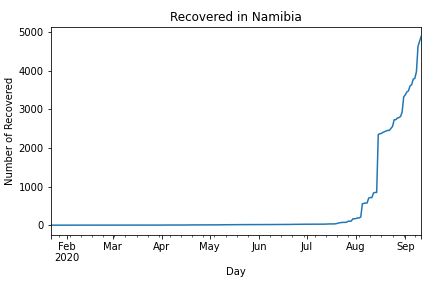 Recovered in Namibia
Number of Recovered
5000
4000
3000
2000
1000
0
Feb Mar Apr May Jun Jul Aug Sep
2020
Day